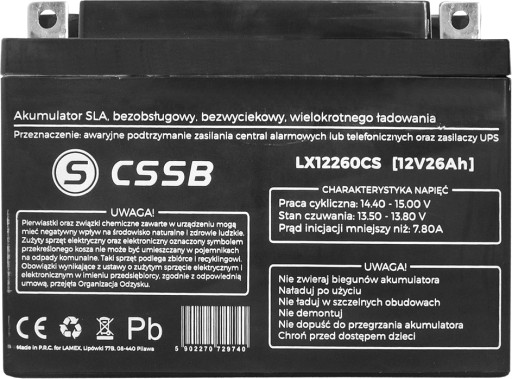 Akumulator SLA, bezobsługowy, bezwyciekowy, wielokrotnego ładowania
Przeznaczenie: awaryjne podtrzymanie zasilania central alarmowych lub telefonicznych oraz zasilaczy UPS
S CSSB
LX12260CS [12V26Ah]
CHARAKTERYSTYKA NAPIĘĆ
Praca cykliczna: 14.40 - 15.00 V
Stan czuwania: 13.50 - 13.80 V
Prąd inicjacji mniejszy niż: 7.80A
UWAGA!
Pierwiastki oraz związki chemiczne zawarte w urządzeniu mogą
mieć negatywny wpływ na środowisko naturalne i zdrowie ludzkie.
Zużyty sprzęt elektryczny oraz elektroniczny oznaczony symbolem
przekreślonego kosza nie może być umieszczany w pojemnikach
na odpady komunalne. Taki sprzęt podlega zbiórce i recyklingowi.
Obowiązki wynikające z ustawy o zużytym sprzęcie elektrycznym i
elektronicznym w imieniu przedsiębiorcy, zgodnie z odpowiednią
umową, przejęła Organizacja Odzysku.
UWAGA!
Nie zwieraj biegunów akumulatora
Naładuj po użyciu
Nie ładuj w szczelnych obudowach
Nie demontuj
Nie dopuść do przegrzania akumulatora
Chroń przed dostępem dzieci
CE Pb
5 902270 729740
Made in P.R.C. for LAMEX. Lipówki 77B, 08-440 Pilawa